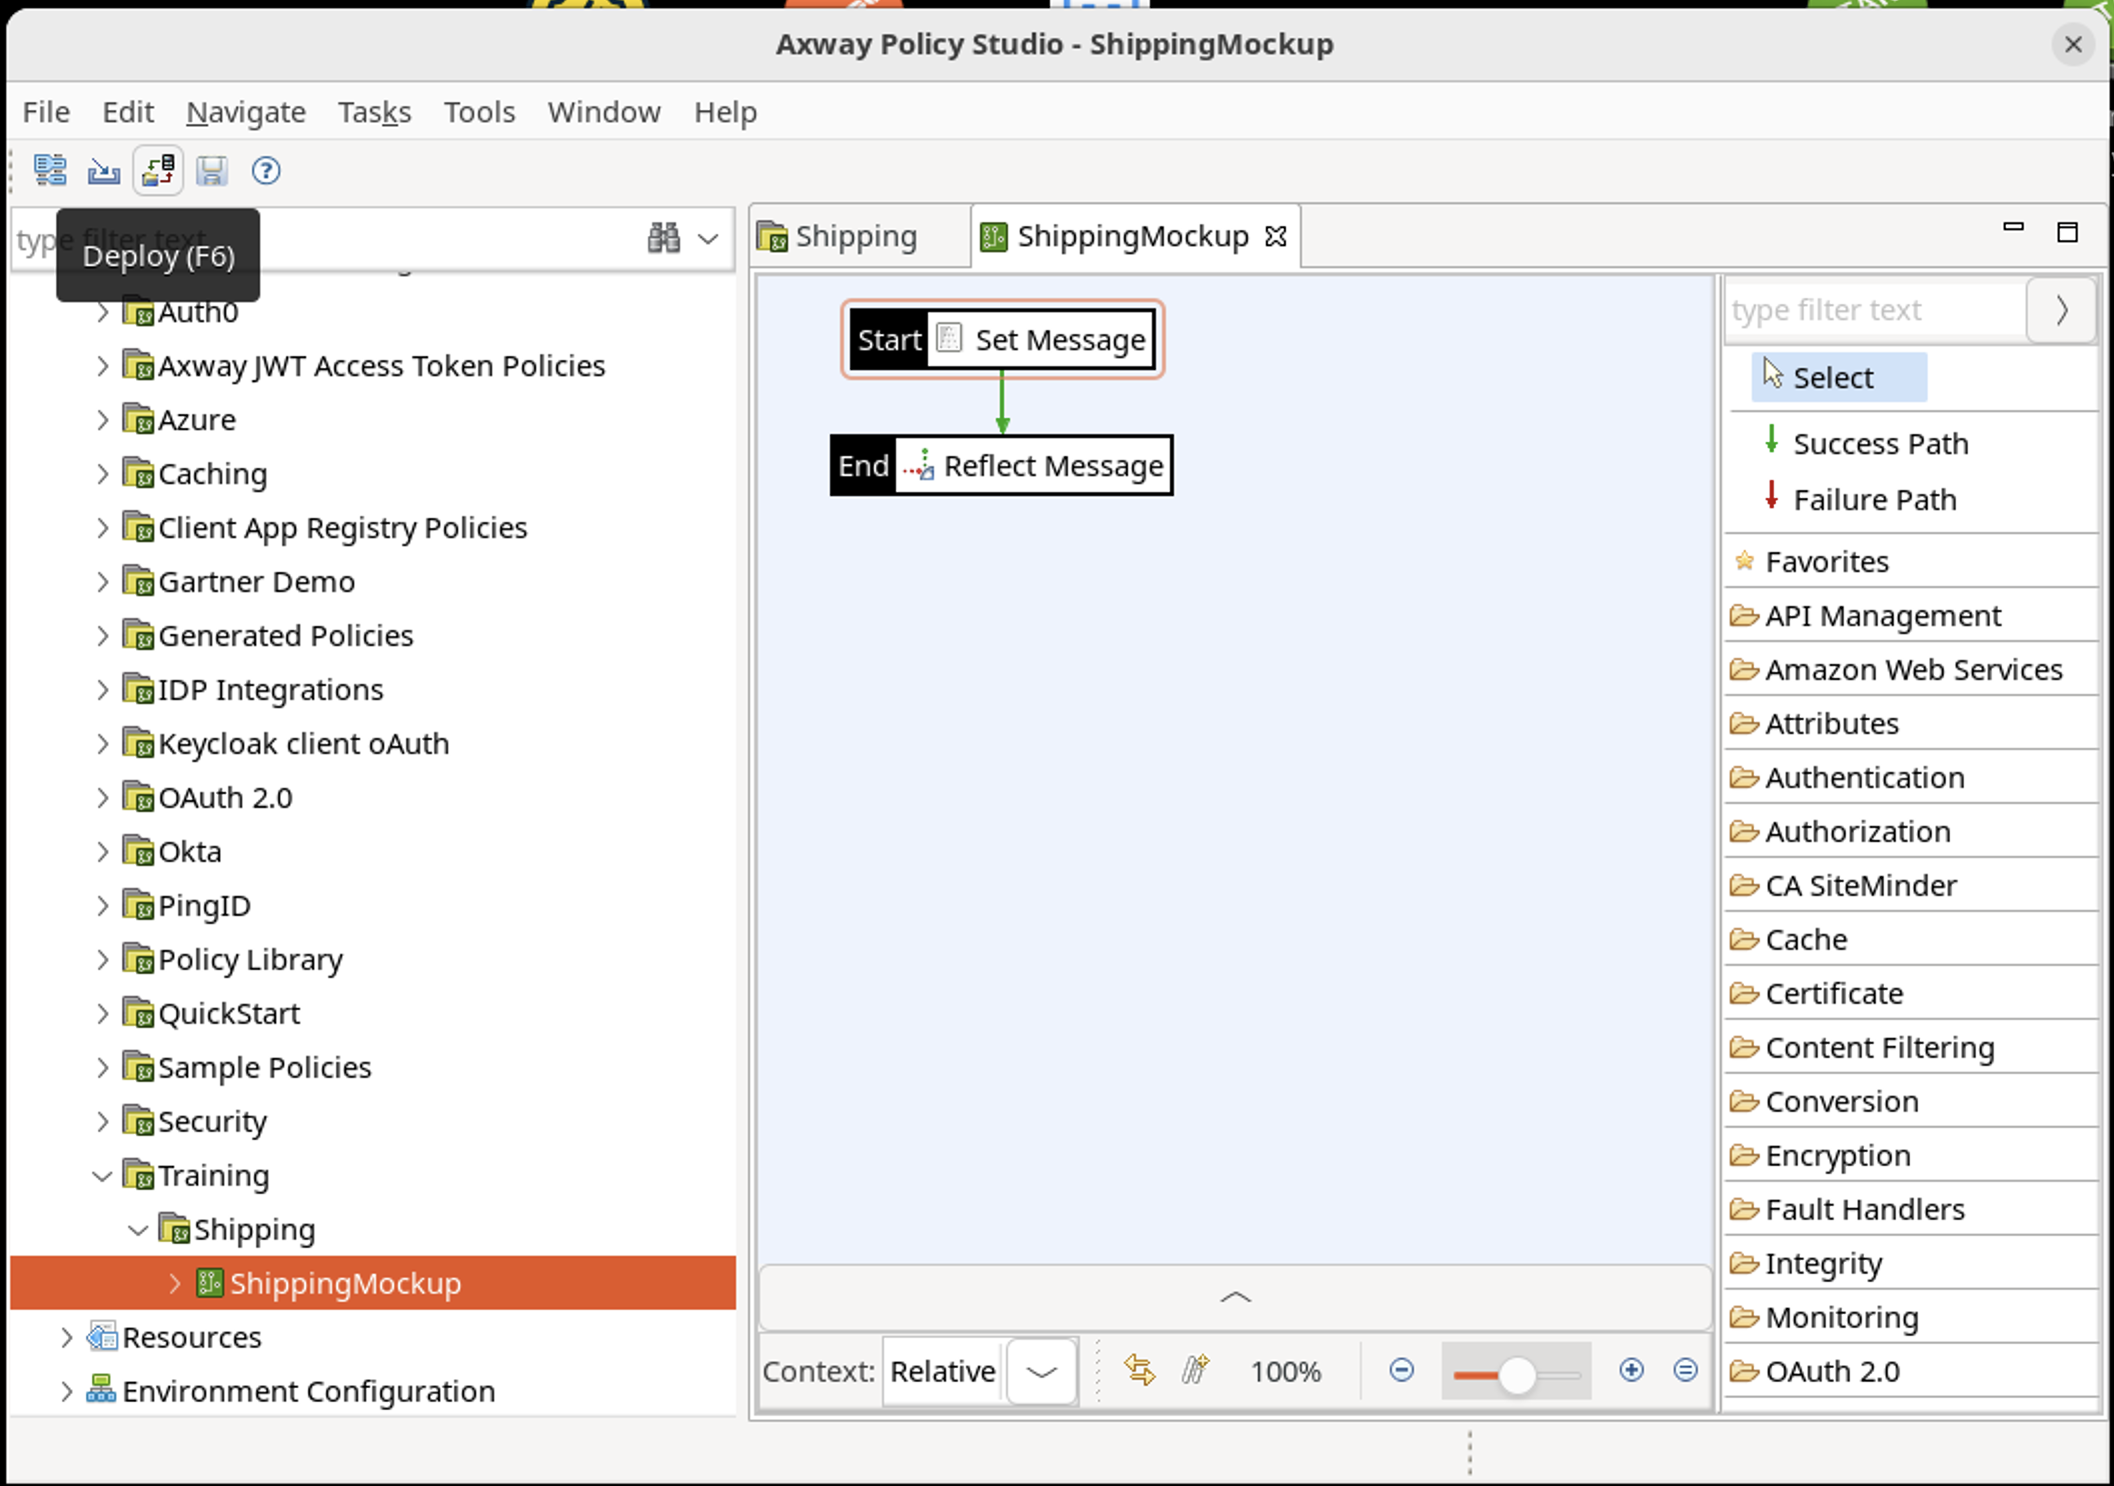 Axway Policy Studio - ShippingMockup
File Edit Navigate Tasks Tools Window Help
type filter text
Deploy (F6)
Auth0
Axway JWT Access Token Policies
Azure
Caching
Client App Registry Policies
Gartner Demo
Generated Policies
IDP Integrations
Keycloak client oAuth
OAuth 2.0
Okta
PingID
Policy Library
QuickStart
Sample Policies
Security
Training
Shipping
ShippingMockup
Resources
Environment Configuration
Shipping ShippingMockup
Start Set Message
End Reflect Message
Context: Relative 100%
type filter text
Select
Success Path
Failure Path
Favorites
API Management
Amazon Web Services
Attributes
Authentication
Authorization
CA SiteMinder
Cache
Certificate
Content Filtering
Conversion
Encryption
Fault Handlers
Integrity
Monitoring
OAuth 2.0